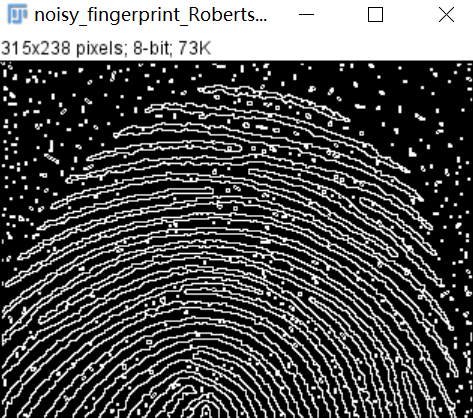 noisy_fingerprint_Roberts...
315x238 pixels; 8-bit; 73K